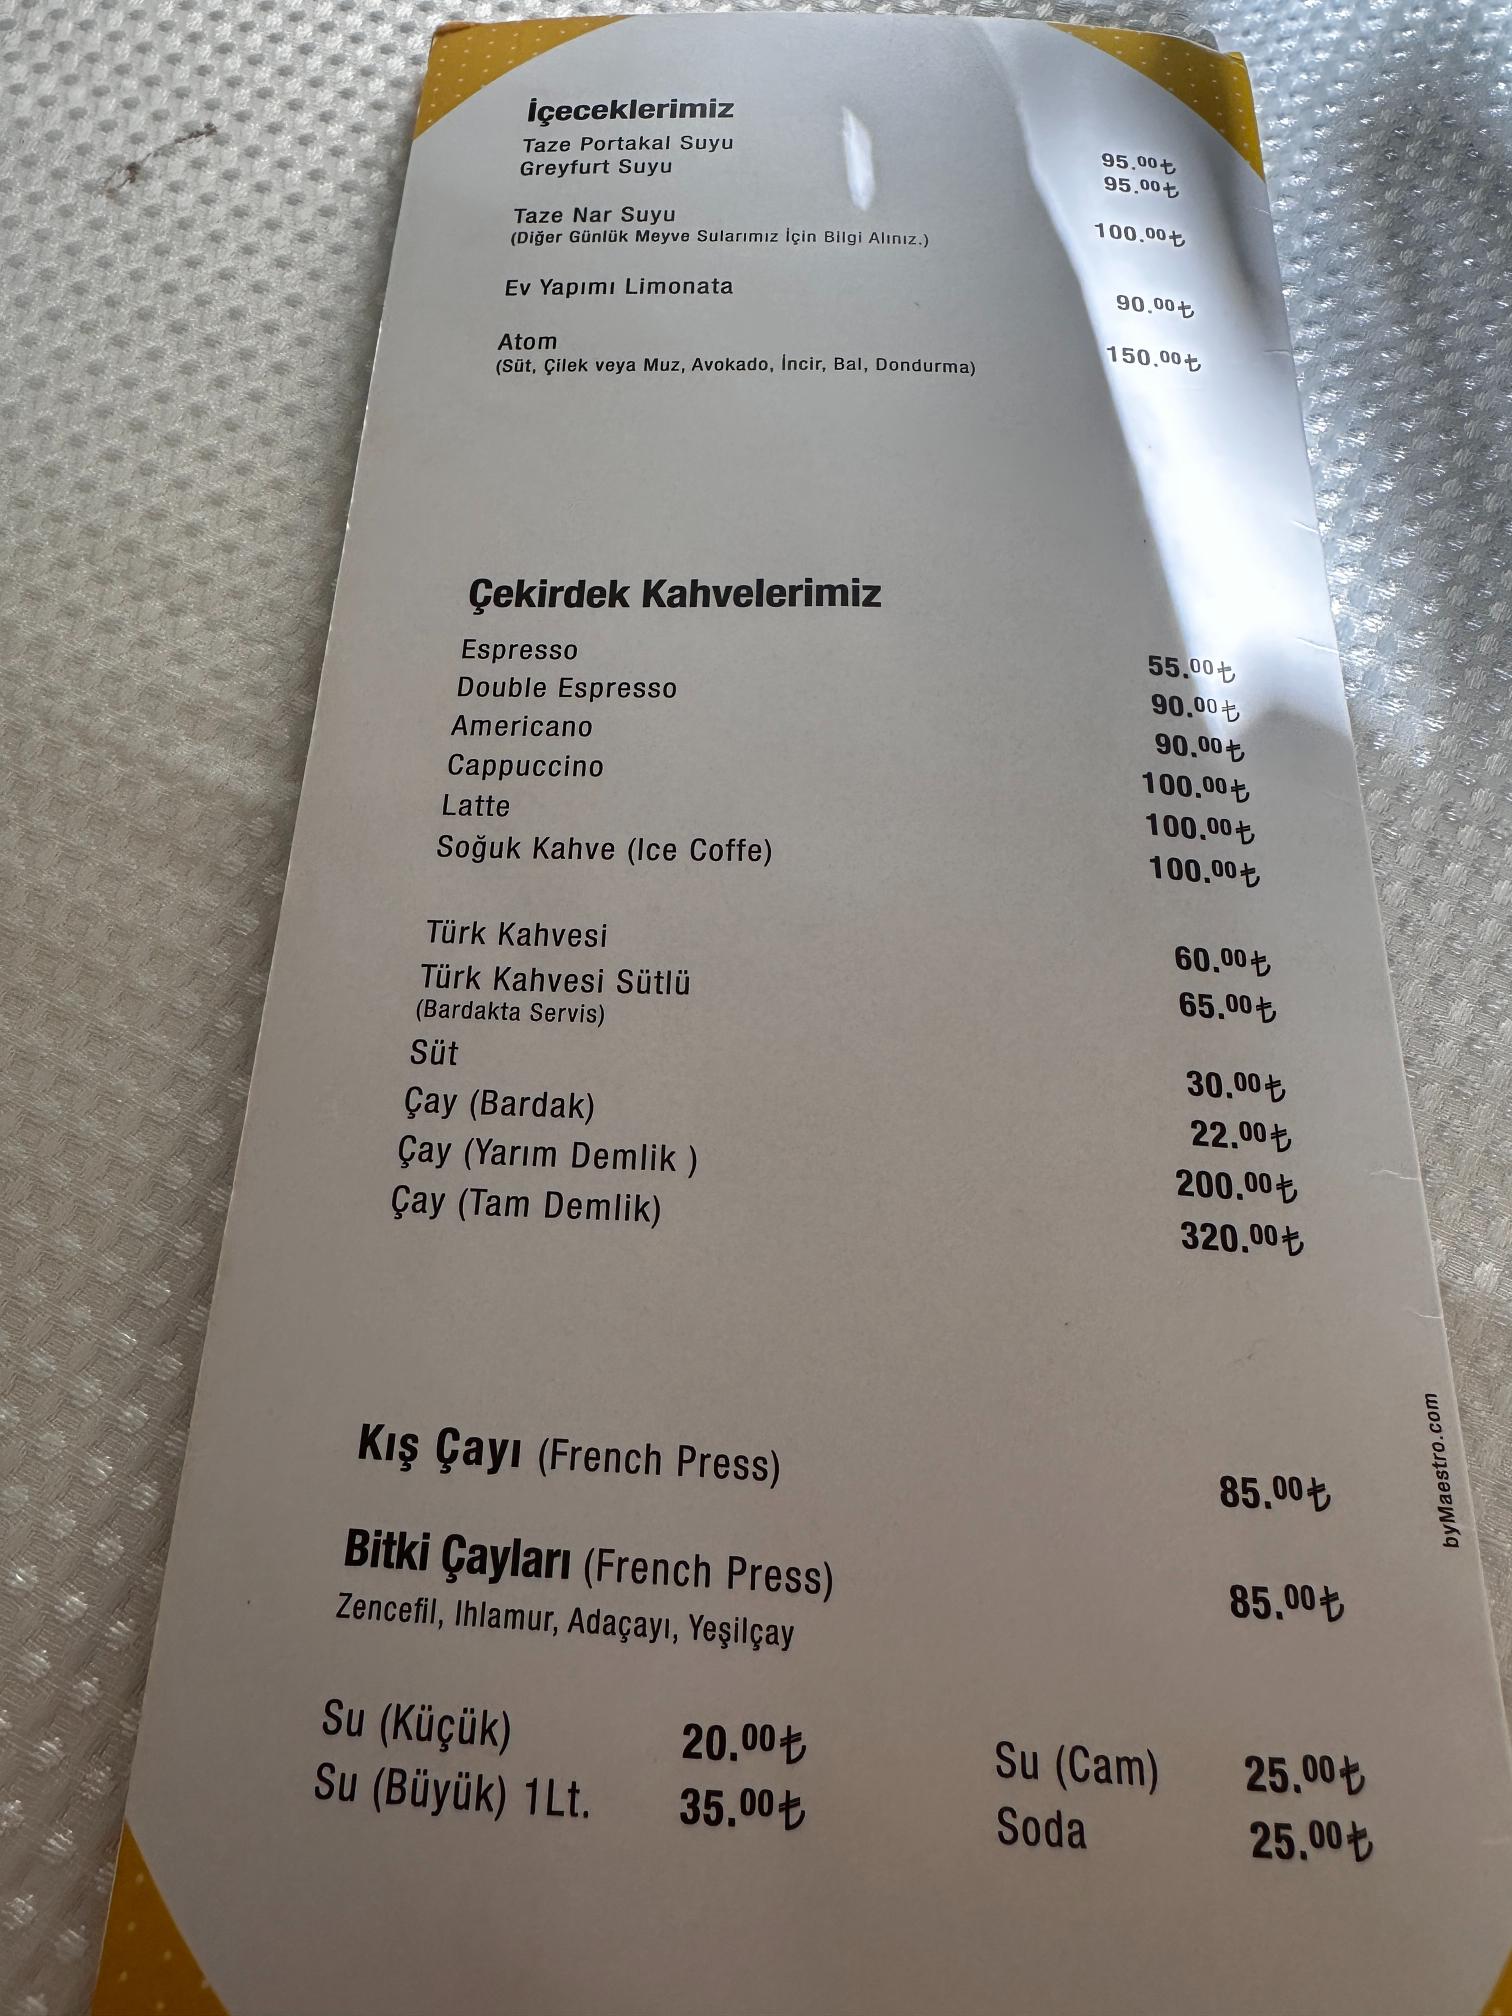 İçeceklerimiz
Taze Portakal Suyu 95.00₺
Greyfurt Suyu 95.00₺
Taze Nar Suyu 100.00₺
(Diğer Günlük Meyve Sularımız İçin Bilgi Alınız.)
Ev Yapımı Limonata 90.00₺
Atom 150.00₺
(Süt, Çilek veya Muz, Avokado, İncir, Bal, Dondurma)
Çekirdek Kahvelerimiz
Espresso 55.00₺
Double Espresso 90.00₺
Americano 90.00₺
Cappuccino 100.00₺
Latte 100.00₺
Soğuk Kahve (Ice Coffe) 100.00₺
Türk Kahvesi 60.00₺
Türk Kahvesi Sütlü 65.00₺
(Bardakta Servis)
Süt 30.00₺
Çay (Bardak) 22.00₺
Çay (Yarım Demlik ) 200.00₺
Çay (Tam Demlik) 320.00₺
Kış Çayı (French Press) 85.00₺
Bitki Çayları (French Press) 85.00₺
Zencefil, Ihlamur, Adaçayı, Yeşilçay
Su (Küçük) 20.00₺ Su (Cam) 25.00₺
Su (Büyük) 1Lt. 35.00₺ Soda 25.00₺
byMaestro.com